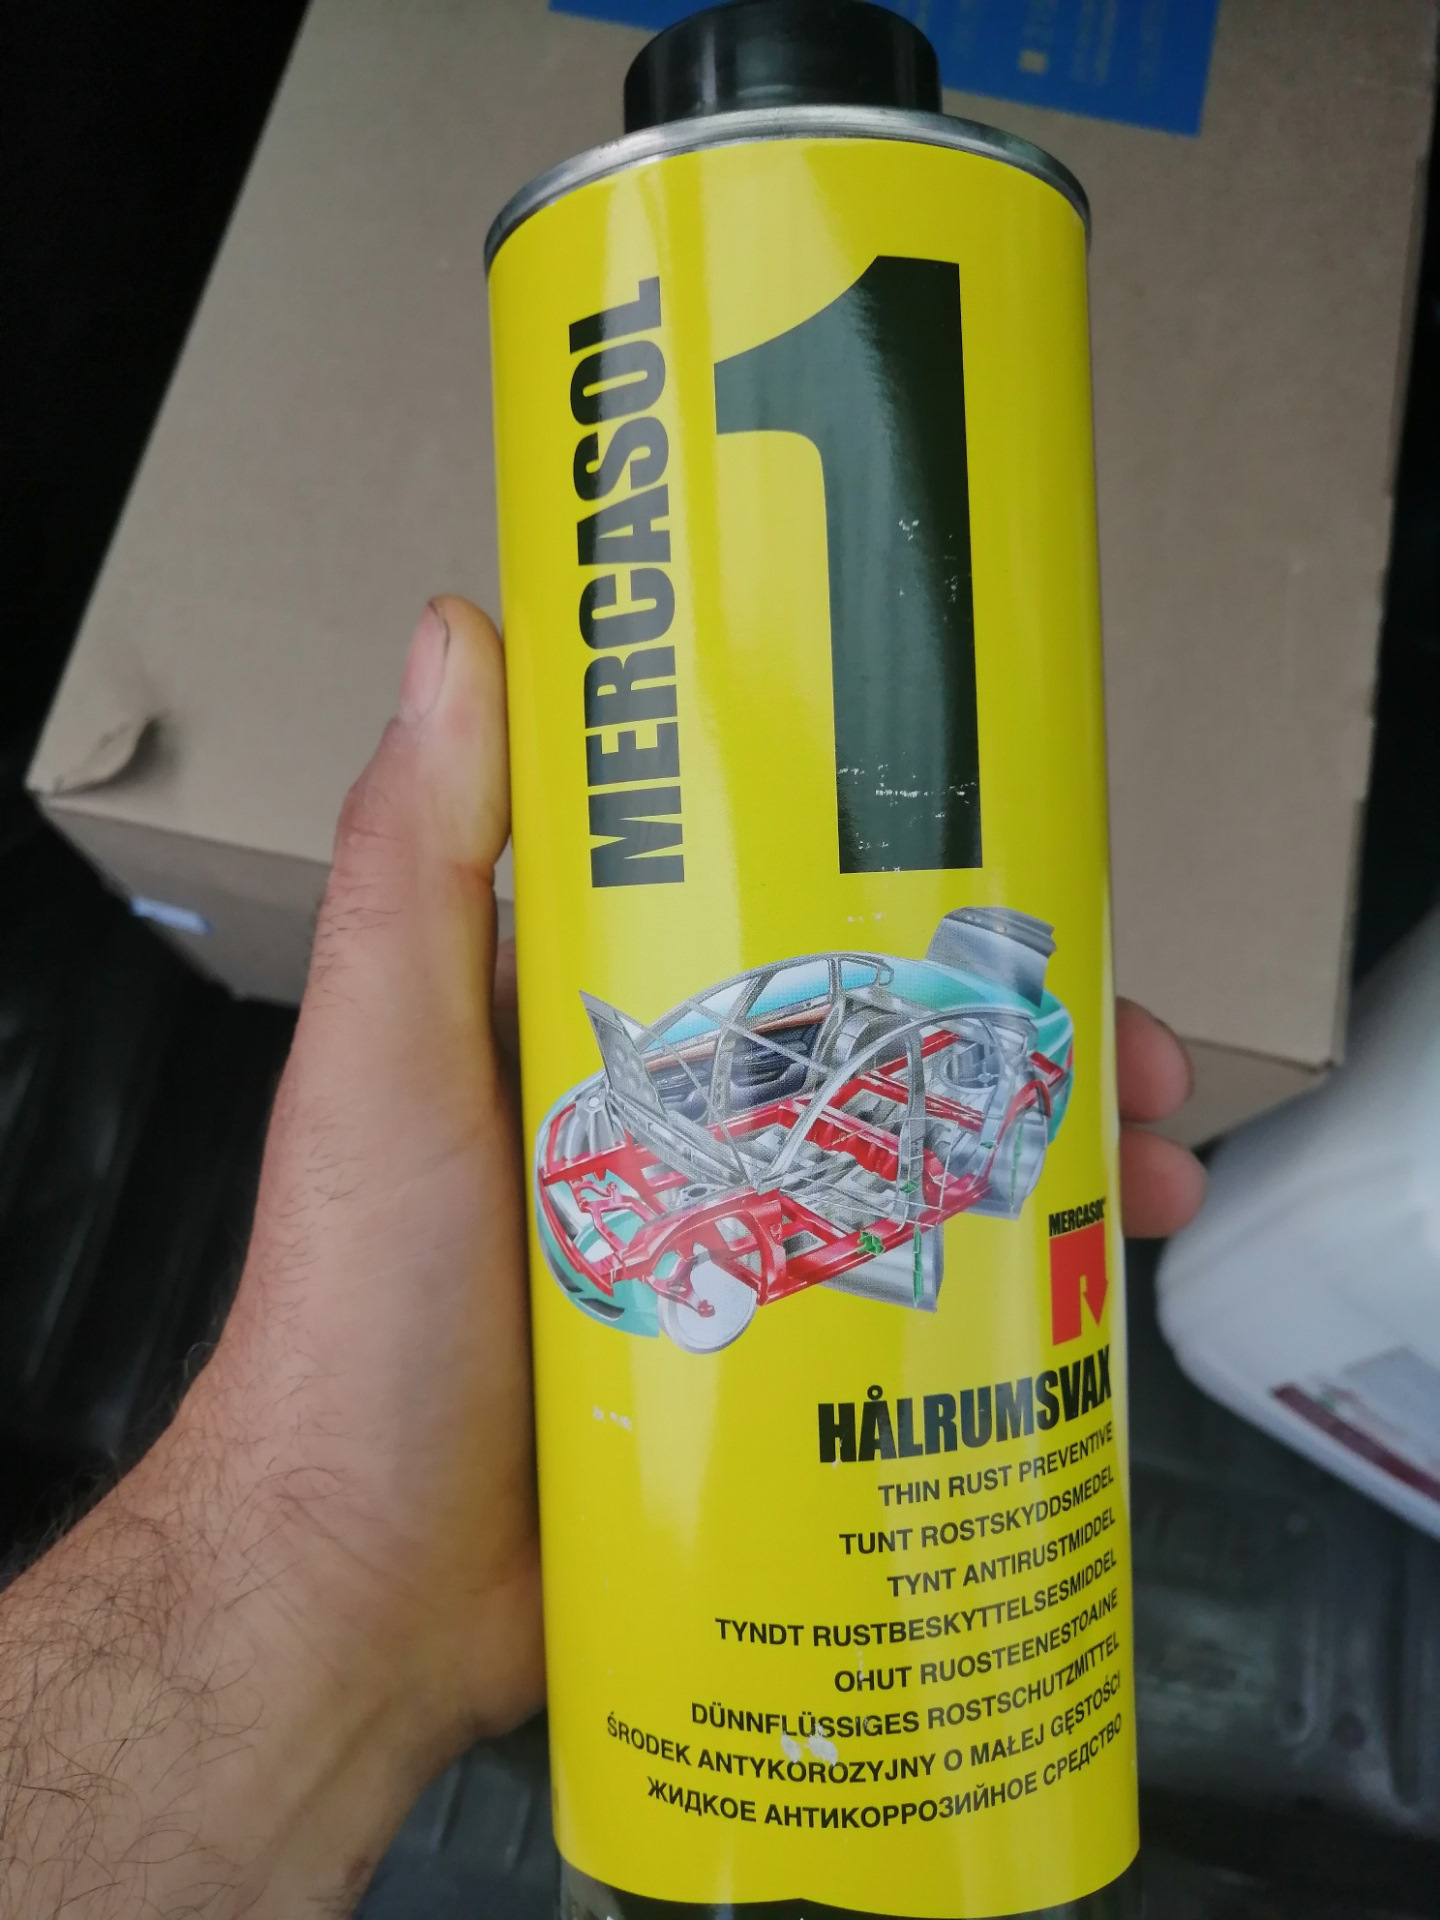 MERCASOL
1
MERCASOL
HÅLRUMSVAX
THIN RUST PREVENTIVE
TUNT ROSTSKYDDSMEDEL
TYNT ANTIRUSTMIDDEL
TYNDT RUSTBESKYTTELSESMIDDEL
OHUT RUOSTEENESTOAINE
DÜNNFLÜSSIGES ROSTSCHUTZMITTEL
ŚRODEK ANTYKOROZYJNY O MAŁEJ GĘSTOŚCI
ЖИДКОЕ АНТИКОРРОЗИЙНОЕ СРЕДСТВО